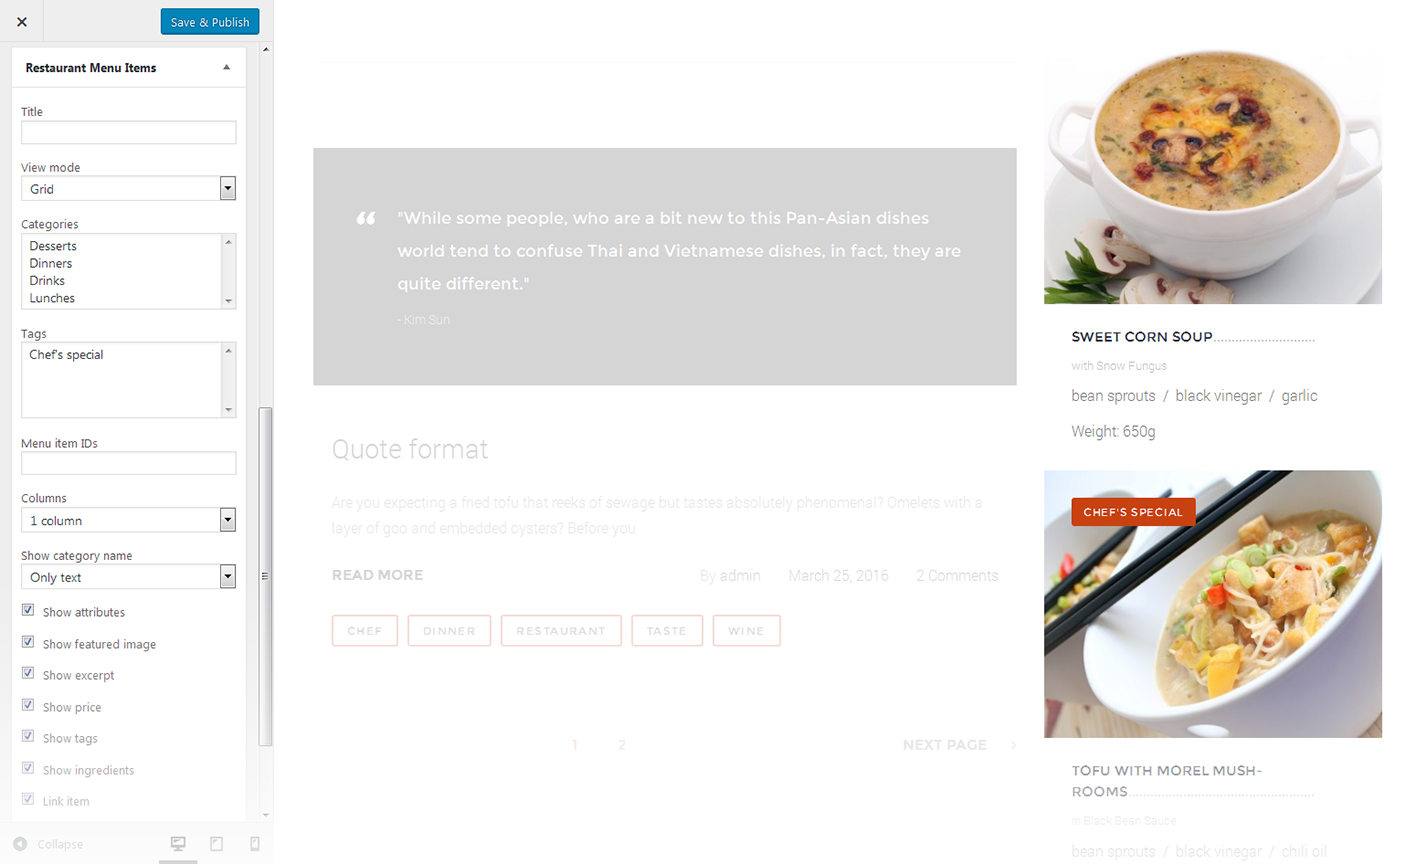 Save & Publish
Restaurant Menu Items
Title
View mode
Grid
Categories
Desserts
Dinners
Drinks
Lunches
Tags
Chef's special
Menu item IDs
Columns
1 column
Show category name
Only text
Show attributes
Show featured image
Show excerpt
Show price
Show tags
Show ingredients
Link item
Collapse
“ "While some people, who are a bit new to this Pan-Asian dishes
world tend to confuse Thai and Vietnamese dishes, in fact, they are
quite different."
- Kim Sun
Quote format
Are you expecting a fried tofu that reeks of sewage but tastes absolutely phenomenal? Omelets with a
layer of goo and embedded oysters? Before you
READ MORE By admin March 25, 2016 2 Comments
CHEF DINNER RESTAURANT TASTE WINE
1 2 NEXT PAGE >
SWEET CORN SOUP............................
with Snow Fungus
bean sprouts / black vinegar / garlic
Weight: 650g
CHEF'S SPECIAL
TOFU WITH MOREL MUSH-
ROOMS...................................................
in Black Bean Sauce
bean sprouts / black vinegar / chili oil